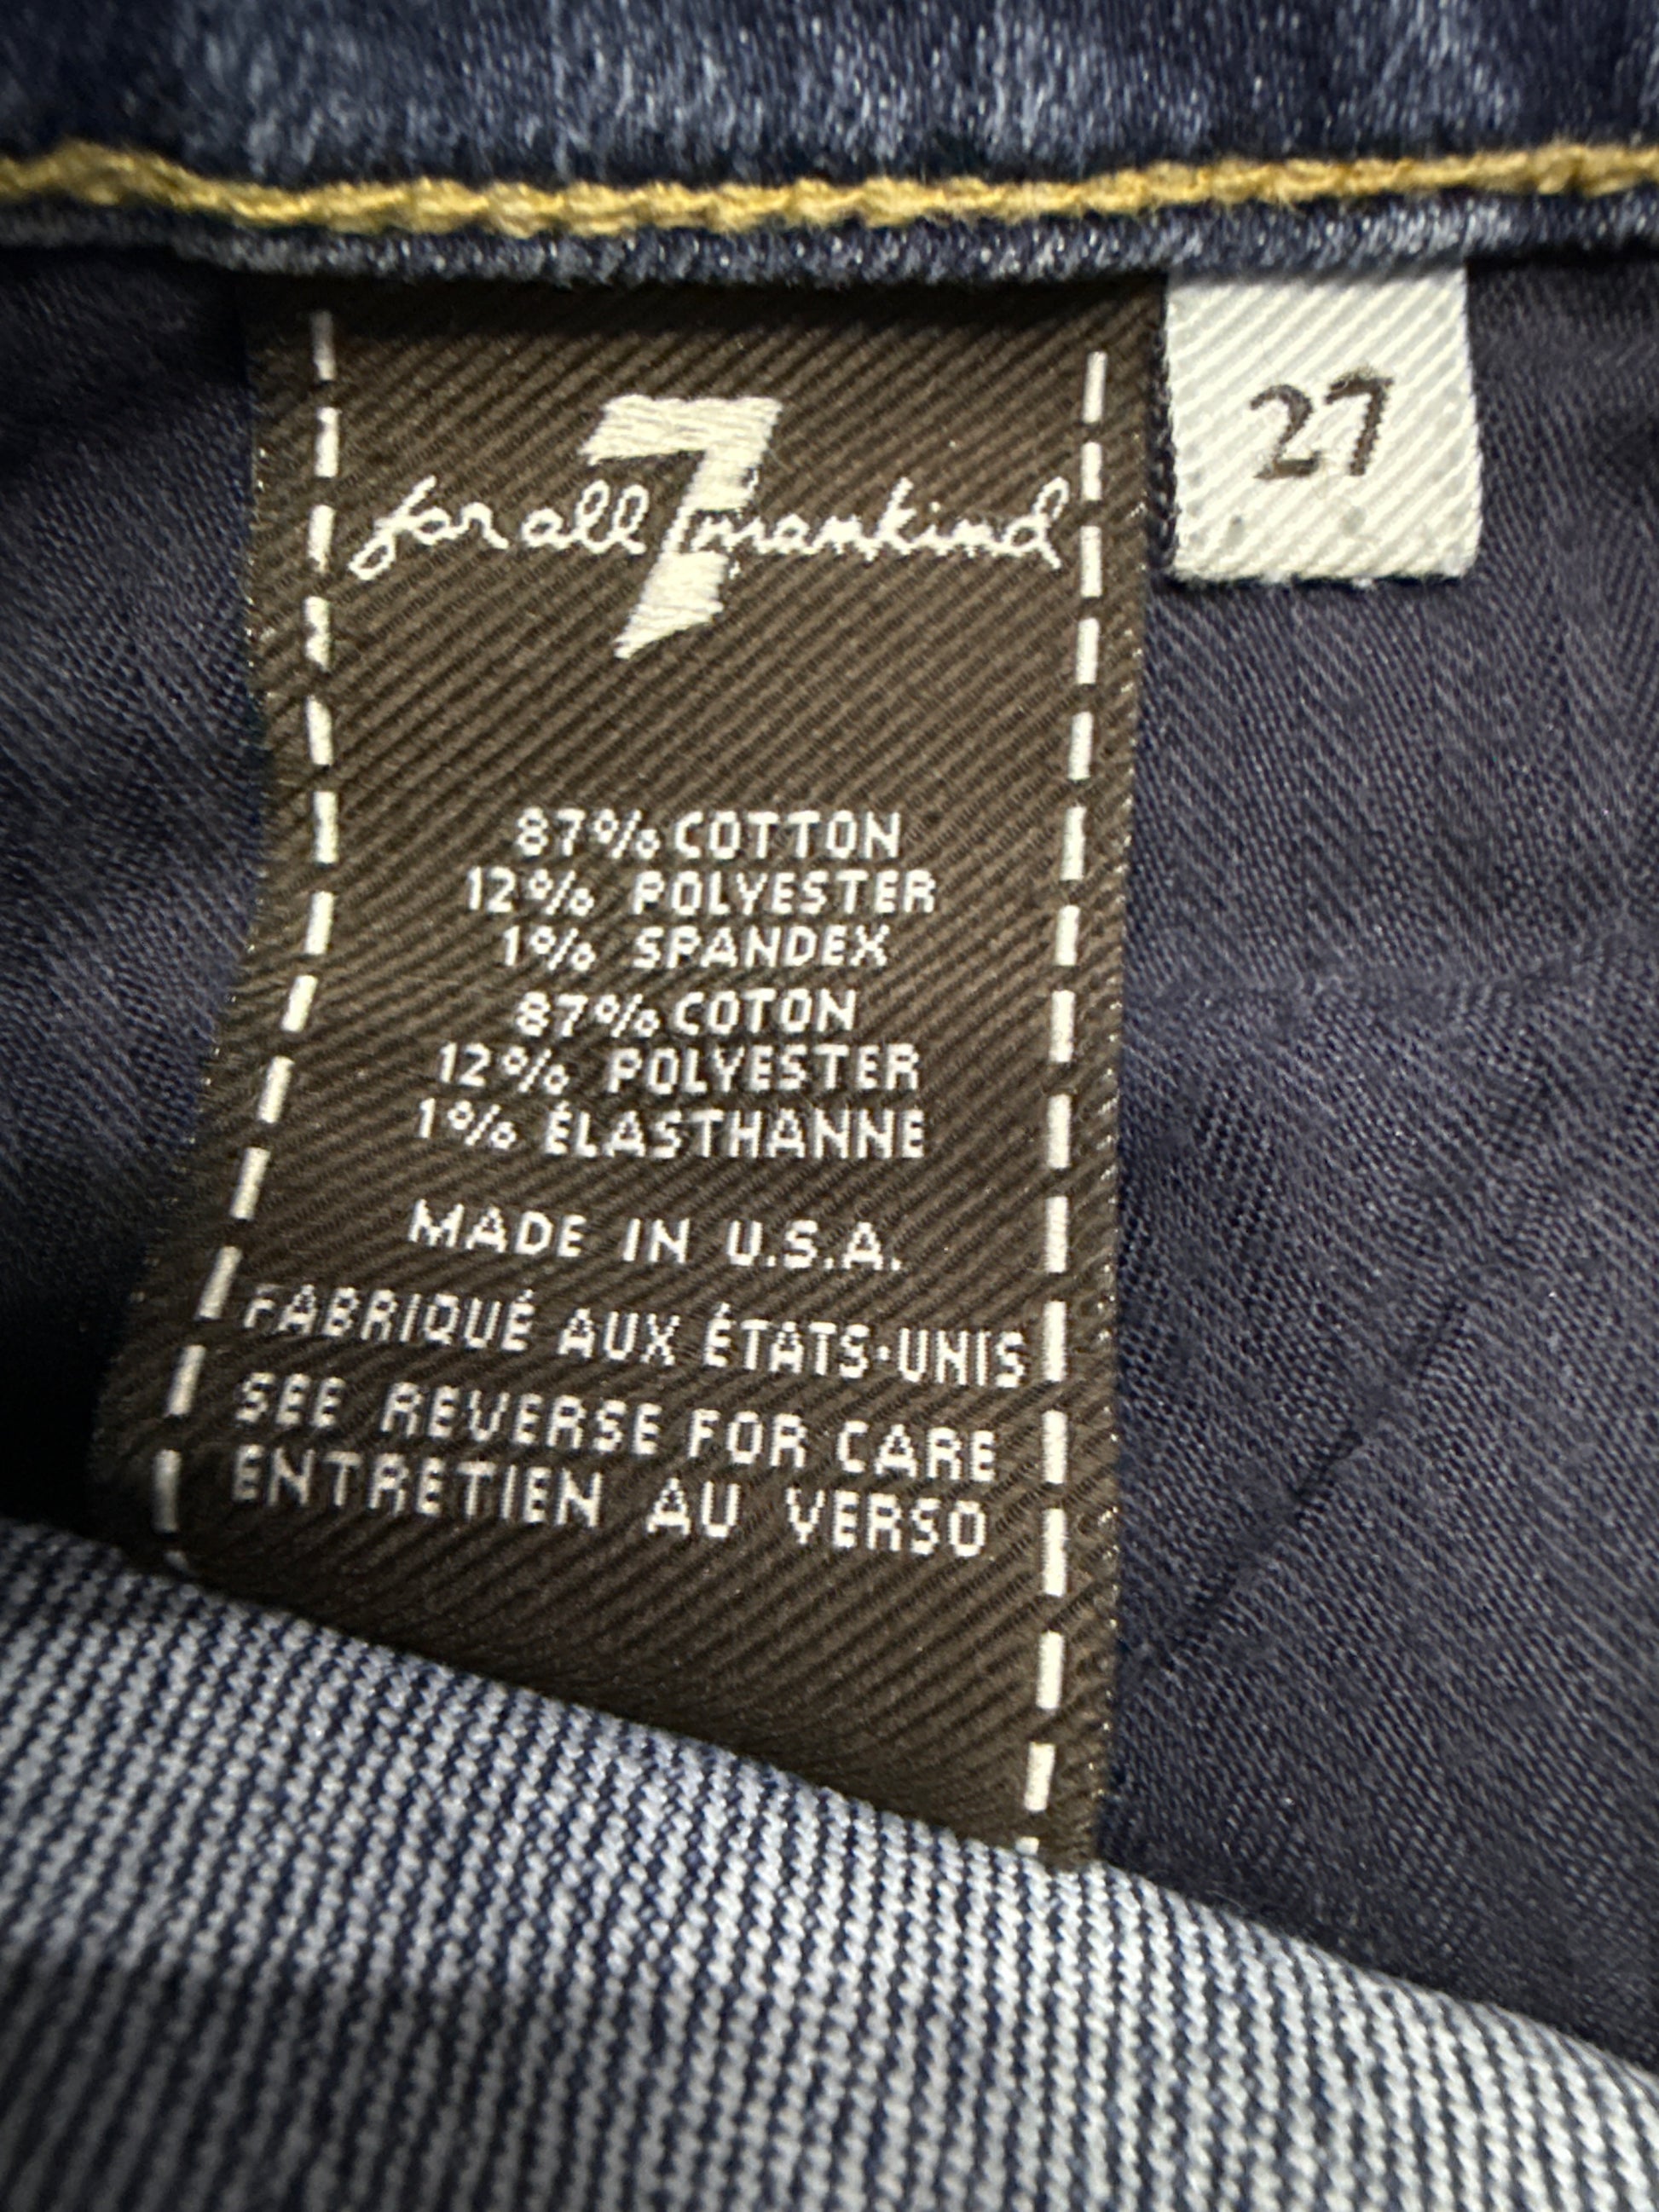 7
for all mankind
27
87% COTTON
12% POLYESTER
1% SPANDEX
87% COTON
12% POLYESTER
1% ÉLASTHANNE
MADE IN U.S.A.
FABRIQUÉ AUX ÉTATS-UNIS
SEE REVERSE FOR CARE
ENTRETIEN AU VERSO